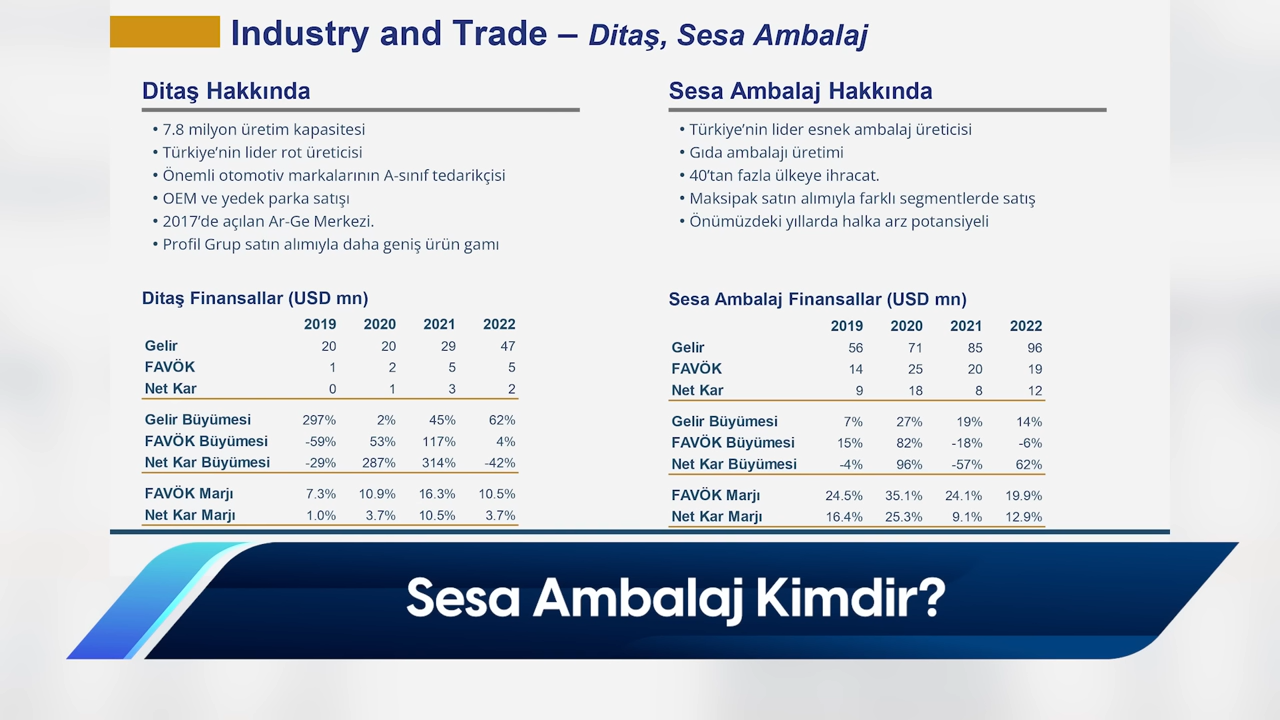 Industry and Trade – Ditaş, Sesa Ambalaj
Ditaş Hakkında
• 7.8 milyon üretim kapasitesi
• Türkiye’nin lider rot üreticisi
• Önemli otomotiv markalarının A-sınıf tedarikçisi
• OEM ve yedek parka satışı
• 2017’de açılan Ar-Ge Merkezi.
• Profil Grup satın alımıyla daha geniş ürün gamı
Ditaş Finansallar (USD mn)
2019 2020 2021 2022
Gelir 20 20 29 47
FAVÖK 1 2 5 5
Net Kar 0 1 3 2
Gelir Büyümesi 297% 2% 45% 62%
FAVÖK Büyümesi -59% 53% 117% 4%
Net Kar Büyümesi -29% 287% 314% -42%
FAVÖK Marjı 7.3% 10.9% 16.3% 10.5%
Net Kar Marjı 1.0% 3.7% 10.5% 3.7%
Sesa Ambalaj Hakkında
• Türkiye’nin lider esnek ambalaj üreticisi
• Gıda ambalajı üretimi
• 40’tan fazla ülkeye ihracat.
• Maksipak satın alımıyla farklı segmentlerde satış
• Önümüzdeki yıllarda halka arz potansiyeli
Sesa Ambalaj Finansallar (USD mn)
2019 2020 2021 2022
Gelir 56 71 85 96
FAVÖK 14 25 20 19
Net Kar 9 18 8 12
Gelir Büyümesi 7% 27% 19% 14%
FAVÖK Büyümesi 15% 82% -18% -6%
Net Kar Büyümesi -4% 96% -57% 62%
FAVÖK Marjı 24.5% 35.1% 24.1% 19.9%
Net Kar Marjı 16.4% 25.3% 9.1% 12.9%
Sesa Ambalaj Kimdir?